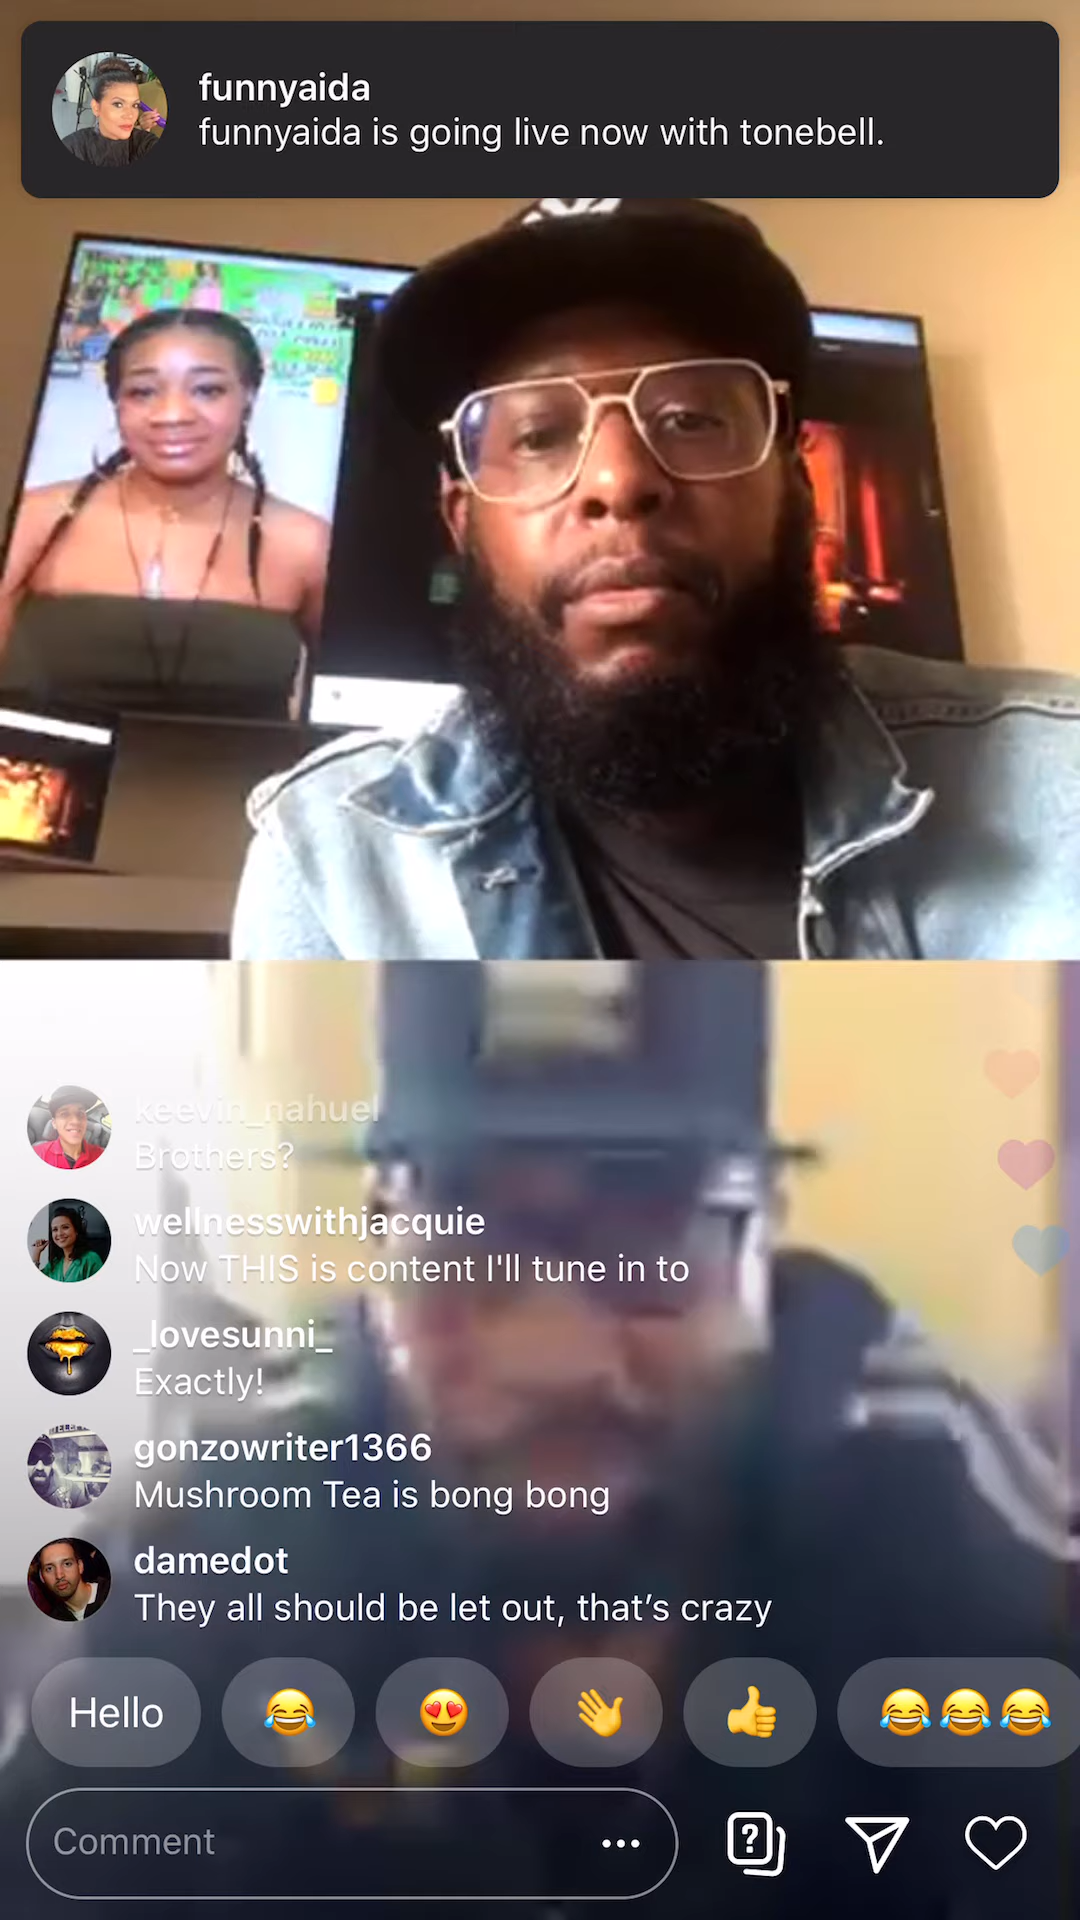 funnyaida
funnyaida is going live now with tonebell.
keevin_nahuel
Brothers?
wellnesswithjacquie
Now THIS is content I'll tune in to
_lovesunni_
Exactly!
gonzowriter1366
Mushroom Tea is bong bong
damedot
They all should be let out, that’s crazy
Hello
Comment